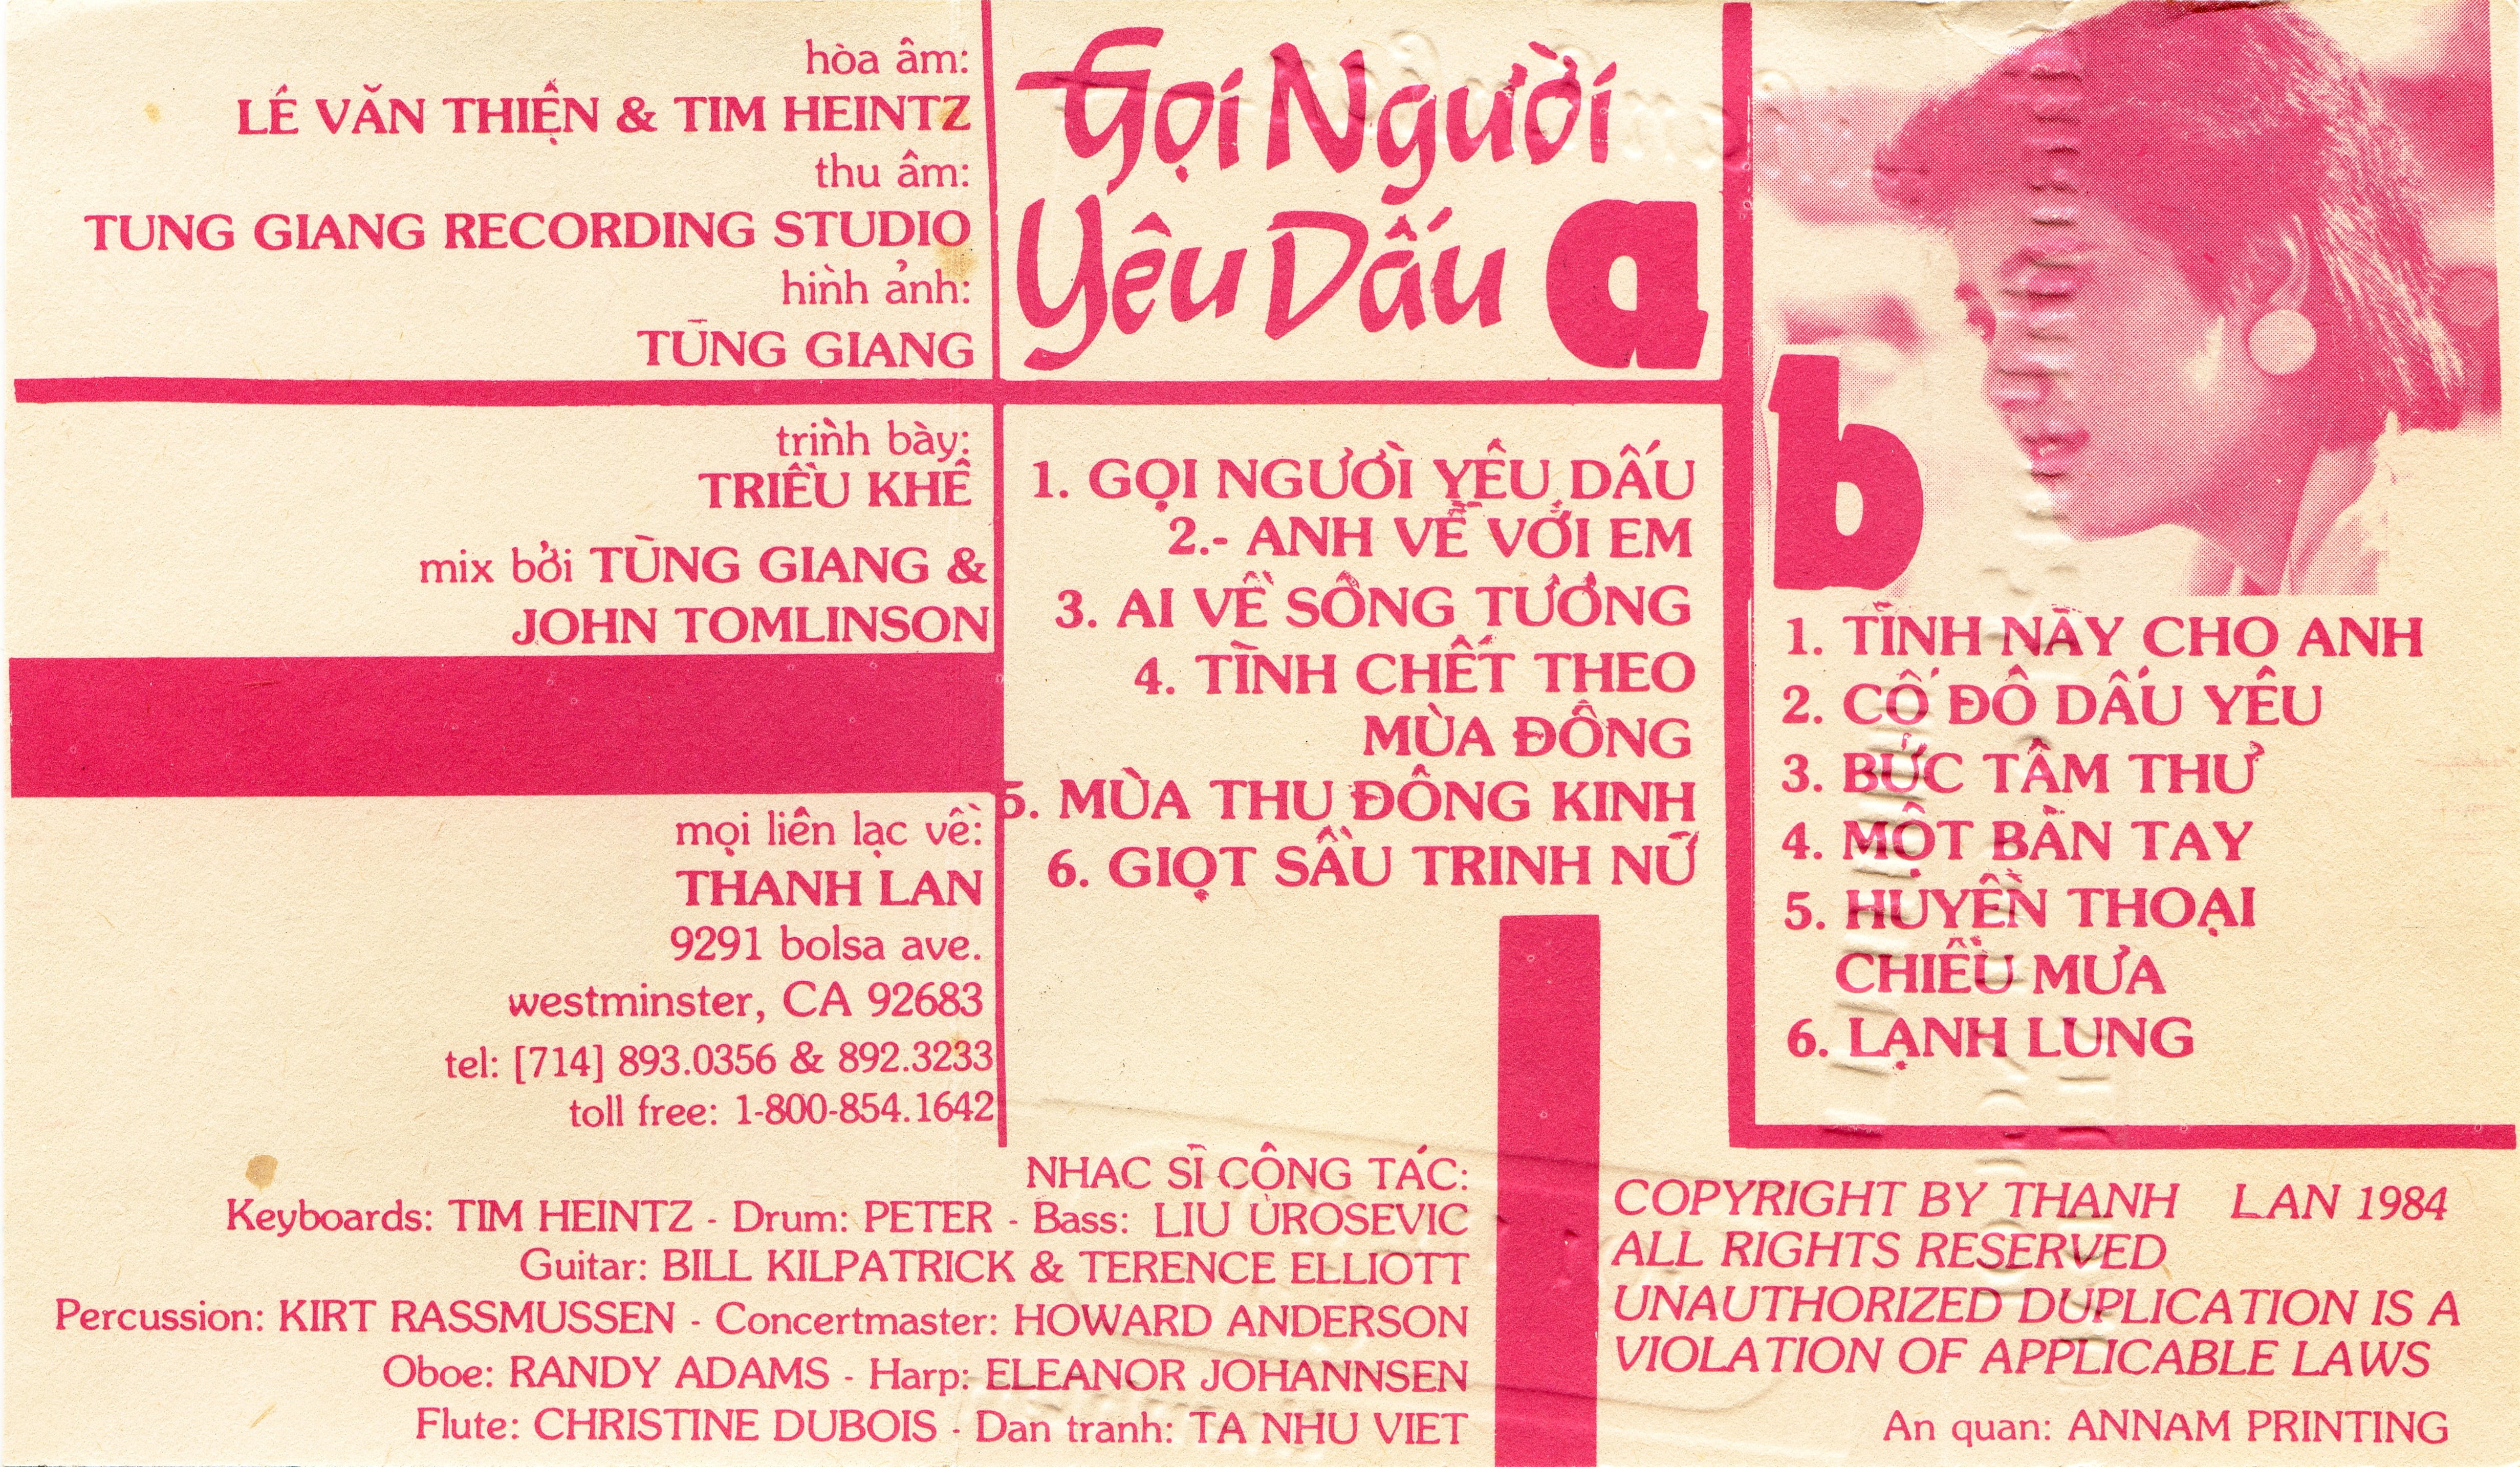 hòa âm:
LÊ VĂN THIỆN & TIM HEINTZ
thu âm:
TUNG GIANG RECORDING STUDIO
hình ảnh:
TÙNG GIANG
trình bày:
TRIỀU KHÊ
mix bởi TÙNG GIANG &
JOHN TOMLINSON
mọi liên lạc về:
THANH LAN
9291 bolsa ave.
westminster, CA 92683
tel: [714] 893.0356 & 892.3233
toll free: 1-800-854.1642
Gọi Người
Yêu Dấu a
1. GỌI NGƯỜI YÊU DẤU
2.- ANH VỀ VỚI EM
3. AI VỀ SÔNG TƯƠNG
4. TÌNH CHẾT THEO
MÙA ĐÔNG
5. MÙA THU ĐÔNG KINH
6. GIỌT SẦU TRINH NỮ
b
1. TÌNH NÀY CHO ANH
2. CỐ ĐÔ DẤU YÊU
3. BỨC TÂM THƯ
4. MỘT BÀN TAY
5. HUYỀN THOẠI
CHIỀU MƯA
6. LẠNH LUNG
NHAC SĨ CÔNG TÁC:
Keyboards: TIM HEINTZ - Drum: PETER - Bass: LIU UROSEVIC
Guitar: BILL KILPATRICK & TERENCE ELLIOTT
Percussion: KIRT RASSMUSSEN - Concertmaster: HOWARD ANDERSON
Oboe: RANDY ADAMS - Harp: ELEANOR JOHANNSEN
Flute: CHRISTINE DUBOIS - Dan tranh: TA NHU VIET
COPYRIGHT BY THANH LAN 1984
ALL RIGHTS RESERVED
UNAUTHORIZED DUPLICATION IS A
VIOLATION OF APPLICABLE LAWS
An quan: ANNAM PRINTING